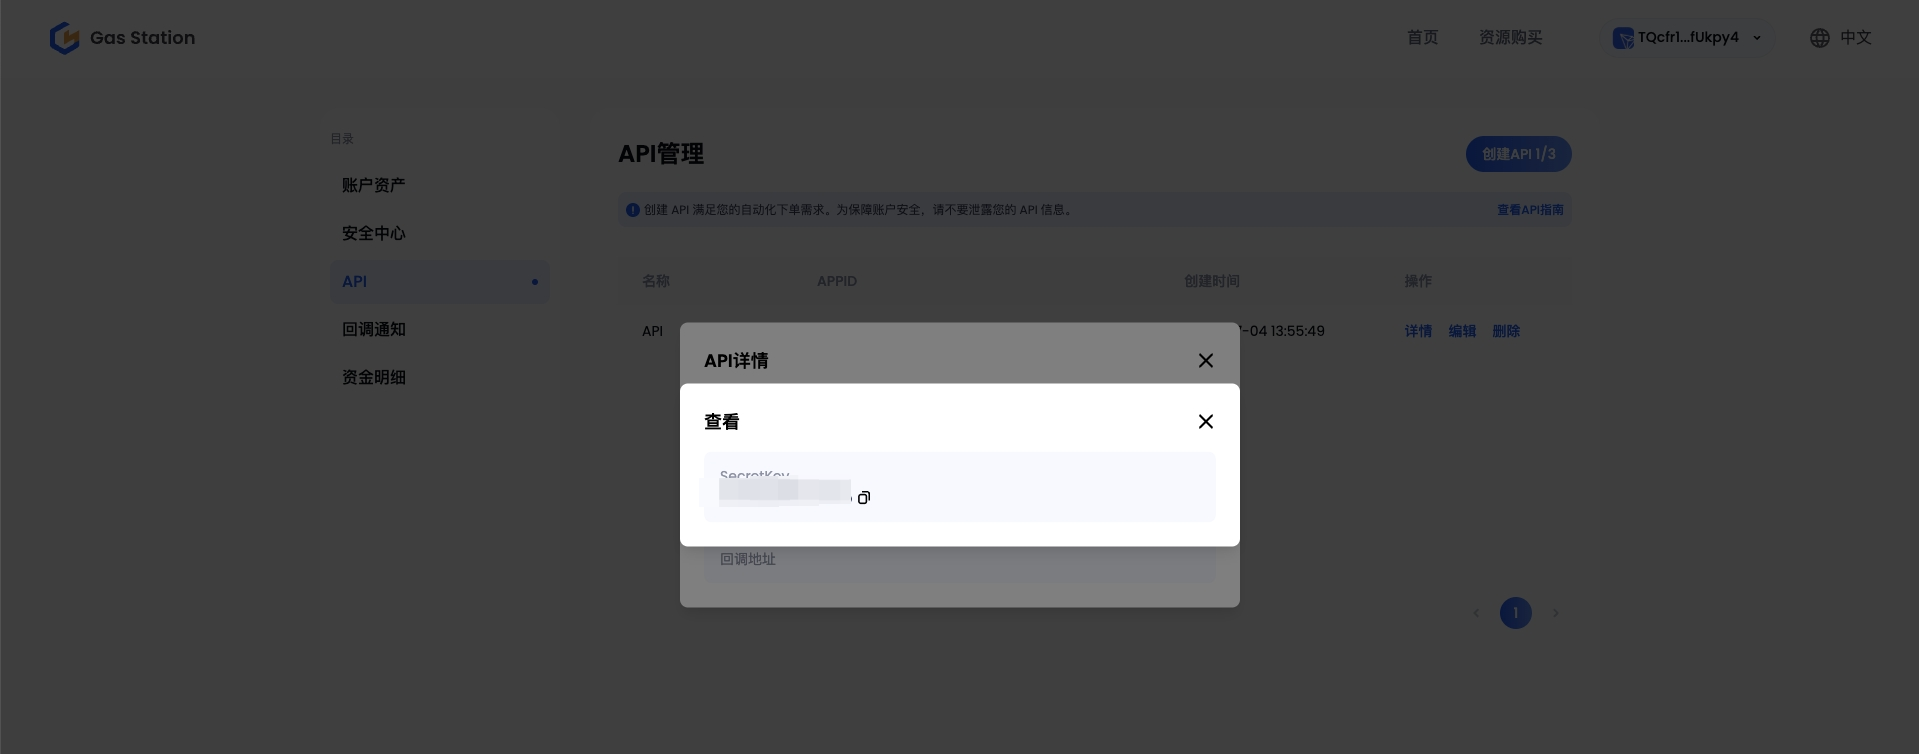 Gas Station
首页
资源购买
TQcfr1...fUkpy4
中文
目录
账户资产
安全中心
API
回调通知
资金明细
API管理
创建API 1/3
创建 API 满足您的自动化下单需求。为保障账户安全，请不要泄露您的 API 信息。
查看API指南
名称
APPID
创建时间
操作
API
-04 13:55:49
详情
编辑
删除
API详情
查看
SecretKey
回调地址
1